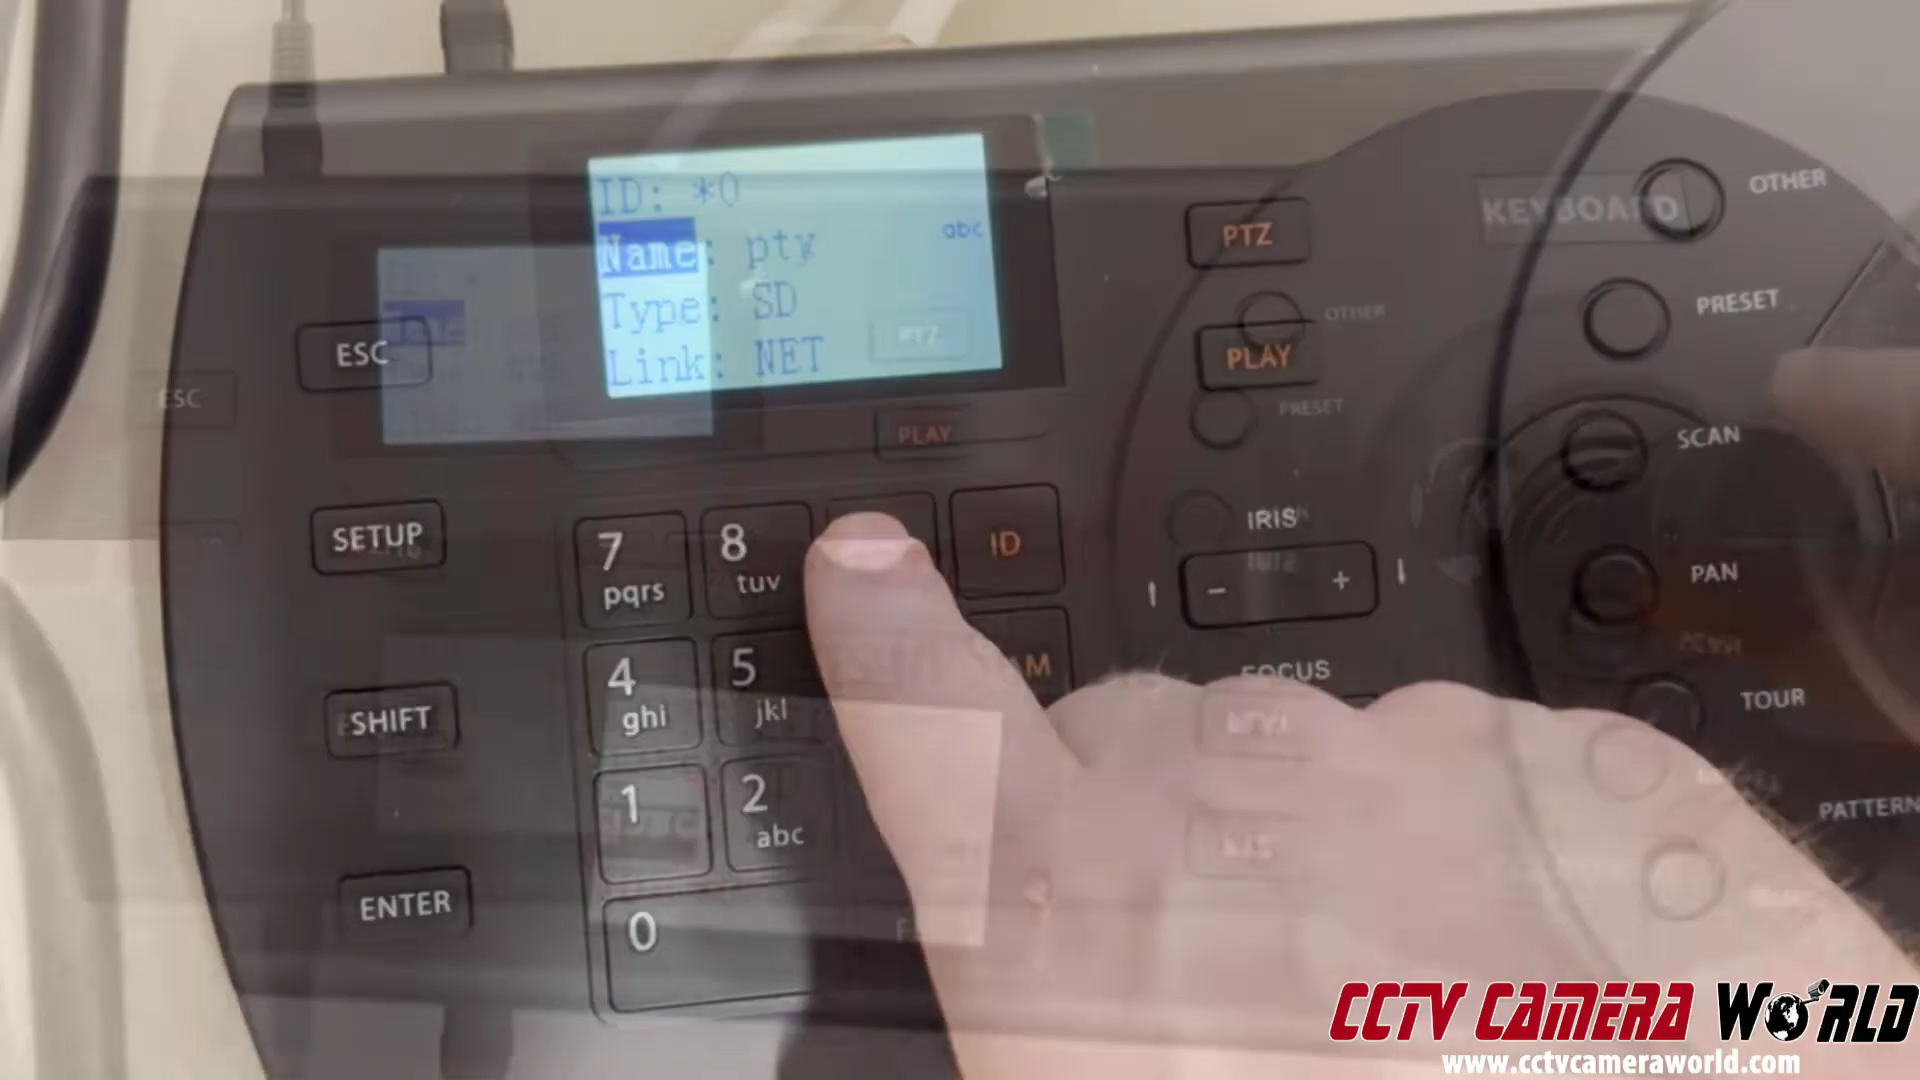 ID: *0
Name: pty abc
Type: SD
Link: NET
PTZ
ESC
ESC
PTZ
KEYBOARD
OTHER
OTHER
PLAY
PRESET
PLAY
PRESET
SCAN
SETUP
7 pqrs
8 tuv
ID
IRIS
- +
PAN
SHIFT
4 ghi
5 jkl
FOCUS
TOUR
1
2 abc
PATTERN
ENTER
0
CCTV CAMERA WORLD
www.cctvcameraworld.com